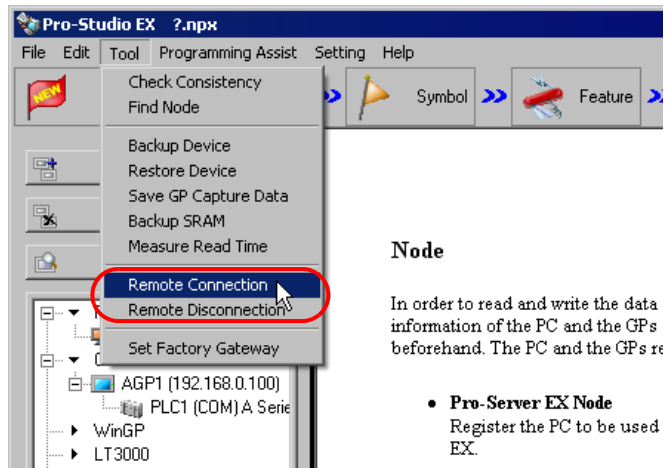 Pro-Studio EX ?.npx
File Edit Tool Programming Assist Setting Help
NEW
Symbol
Feature
Check Consistency
Find Node
Backup Device
Restore Device
Save GP Capture Data
Backup SRAM
Measure Read Time
Remote Connection
Remote Disconnection
Set Factory Gateway
AGP1 (192.168.0.100)
PLC1 (COM) A Serie
WinGP
LT3000
Node
In order to read and write the data
information of the PC and the GPs
beforehand. The PC and the GPs re
• Pro-Server EX Node
Register the PC to be used
EX.